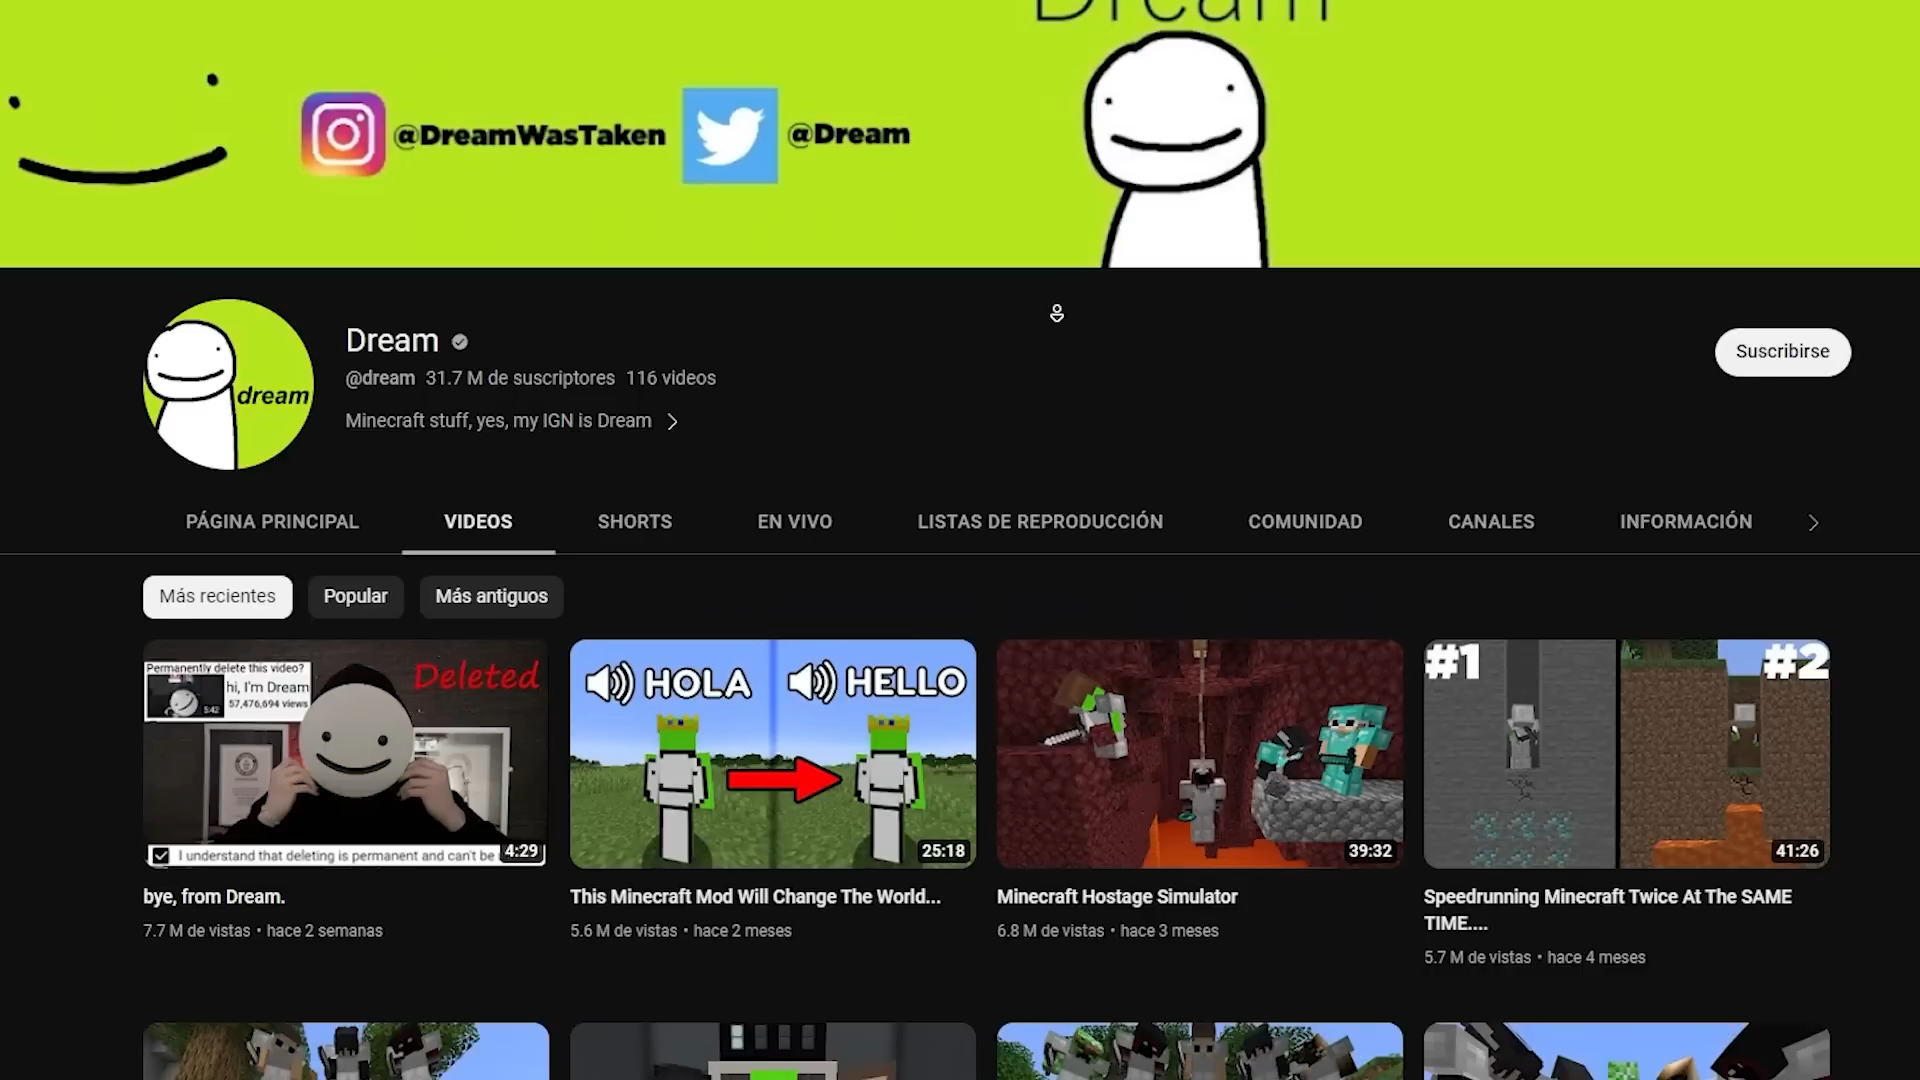 Dream
@DreamWasTaken
@Dream
dream
Dream
@dream 31.7 M de suscriptores 116 videos
Minecraft stuff, yes, my IGN is Dream
Suscribirse
PÁGINA PRINCIPAL
VIDEOS
SHORTS
EN VIVO
LISTAS DE REPRODUCCIÓN
COMUNIDAD
CANALES
INFORMACIÓN
Más recientes
Popular
Más antiguos
Permanently delete this video?
hi, I'm Dream
57,476,694 views
5:42
Deleted
I understand that deleting is permanent and can't be
4:29
HOLA
HELLO
25:18
39:32
#1
#2
41:26
bye, from Dream.
7.7 M de vistas • hace 2 semanas
This Minecraft Mod Will Change The World...
5.6 M de vistas • hace 2 meses
Minecraft Hostage Simulator
6.8 M de vistas • hace 3 meses
Speedrunning Minecraft Twice At The SAME
TIME....
5.7 M de vistas • hace 4 meses